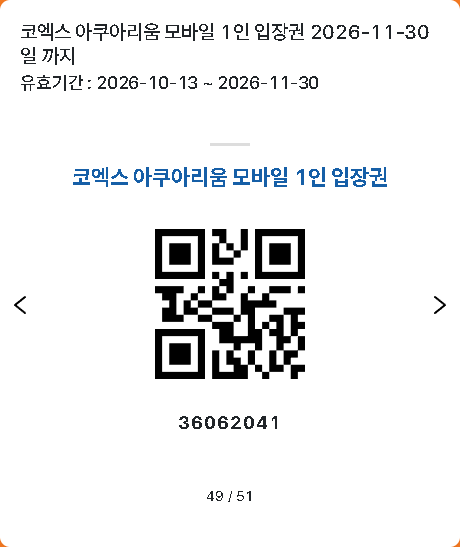 코엑스 아쿠아리움 모바일 1인 입장권 2026-11-30
일 까지
유효기간 : 2026-10-13 ~ 2026-11-30
코엑스 아쿠아리움 모바일 1인 입장권
36062041
49 / 51